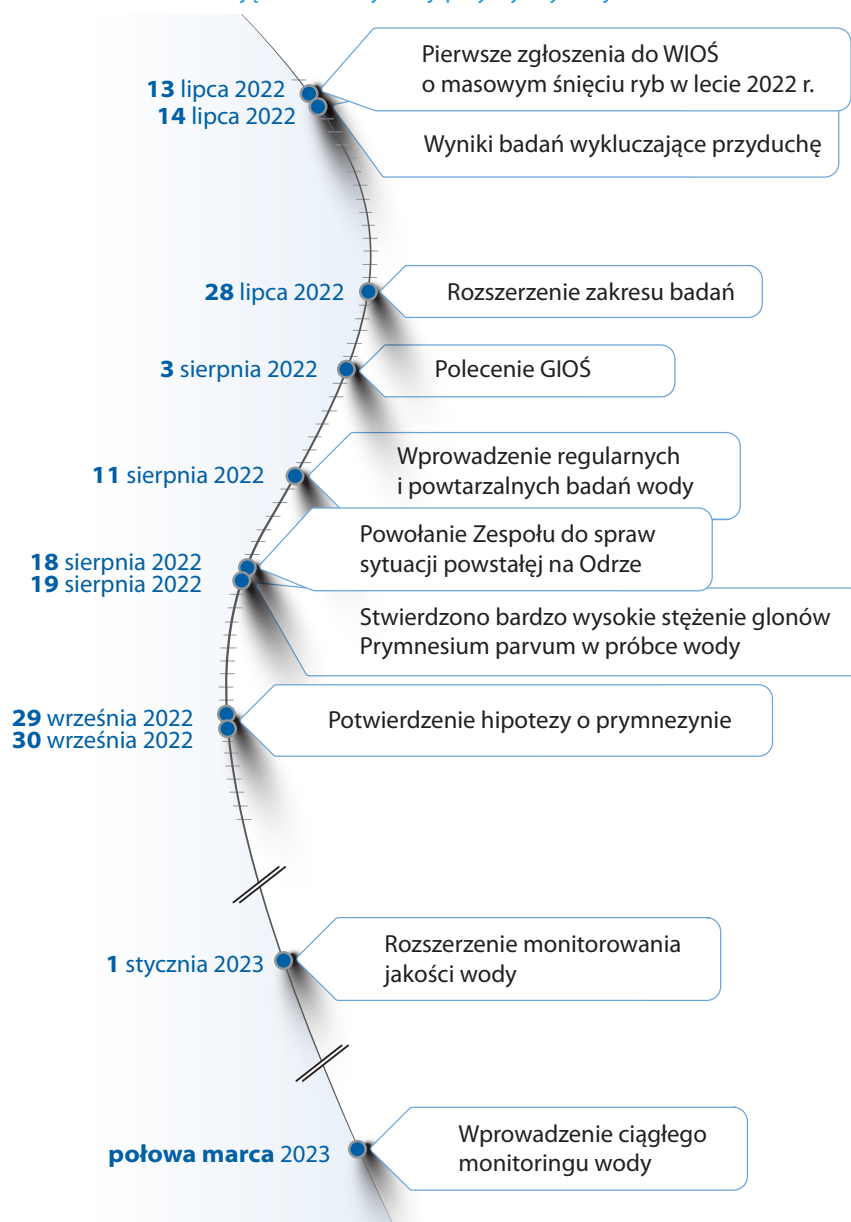 13 lipca 2022
Pierwsze zgłoszenia do WIOŚ
o masowym śnięciu ryb w lecie 2022 r.
14 lipca 2022
Wyniki badań wykluczające przyduchę
28 lipca 2022
Rozszerzenie zakresu badań
3 sierpnia 2022
Polecenie GIOŚ
11 sierpnia 2022
Wprowadzenie regularnych
i powtarzalnych badań wody
18 sierpnia 2022
Powołanie Zespołu do spraw
sytuacji powstałęj na Odrze
19 sierpnia 2022
Stwierdzono bardzo wysokie stężenie glonów
Prymnesium parvum w próbce wody
29 września 2022
30 września 2022
Potwierdzenie hipotezy o prymnezynie
1 stycznia 2023
Rozszerzenie monitorowania
jakości wody
połowa marca 2023
Wprowadzenie ciągłego
monitoringu wody